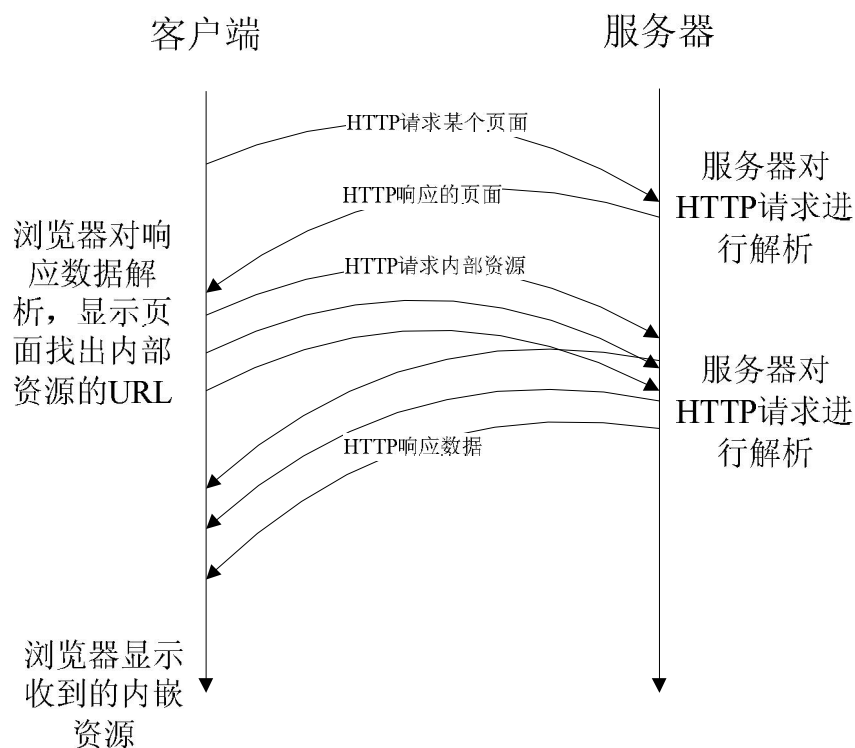 客户端
服务器
HTTP请求某个页面
服务器对
HTTP请求进
行解析
HTTP响应的页面
浏览器对响
应数据解
析，显示页
面找出内部
资源的URL
HTTP请求内部资源
服务器对
HTTP请求进
行解析
HTTP响应数据
浏览器显示
收到的内嵌
资源